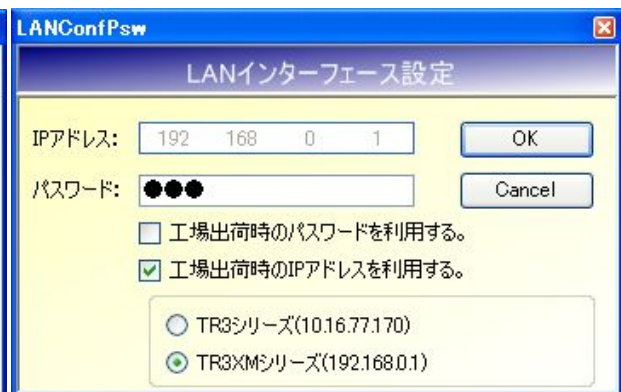 LANConfPsw
LANインターフェース設定
IPアドレス: 192 168 0 1 OK
パスワード: ●●● Cancel
工場出荷時のパスワードを利用する。
工場出荷時のIPアドレスを利用する。
TR3シリーズ(10.16.77.170)
TR3XMシリーズ(192.168.0.1)